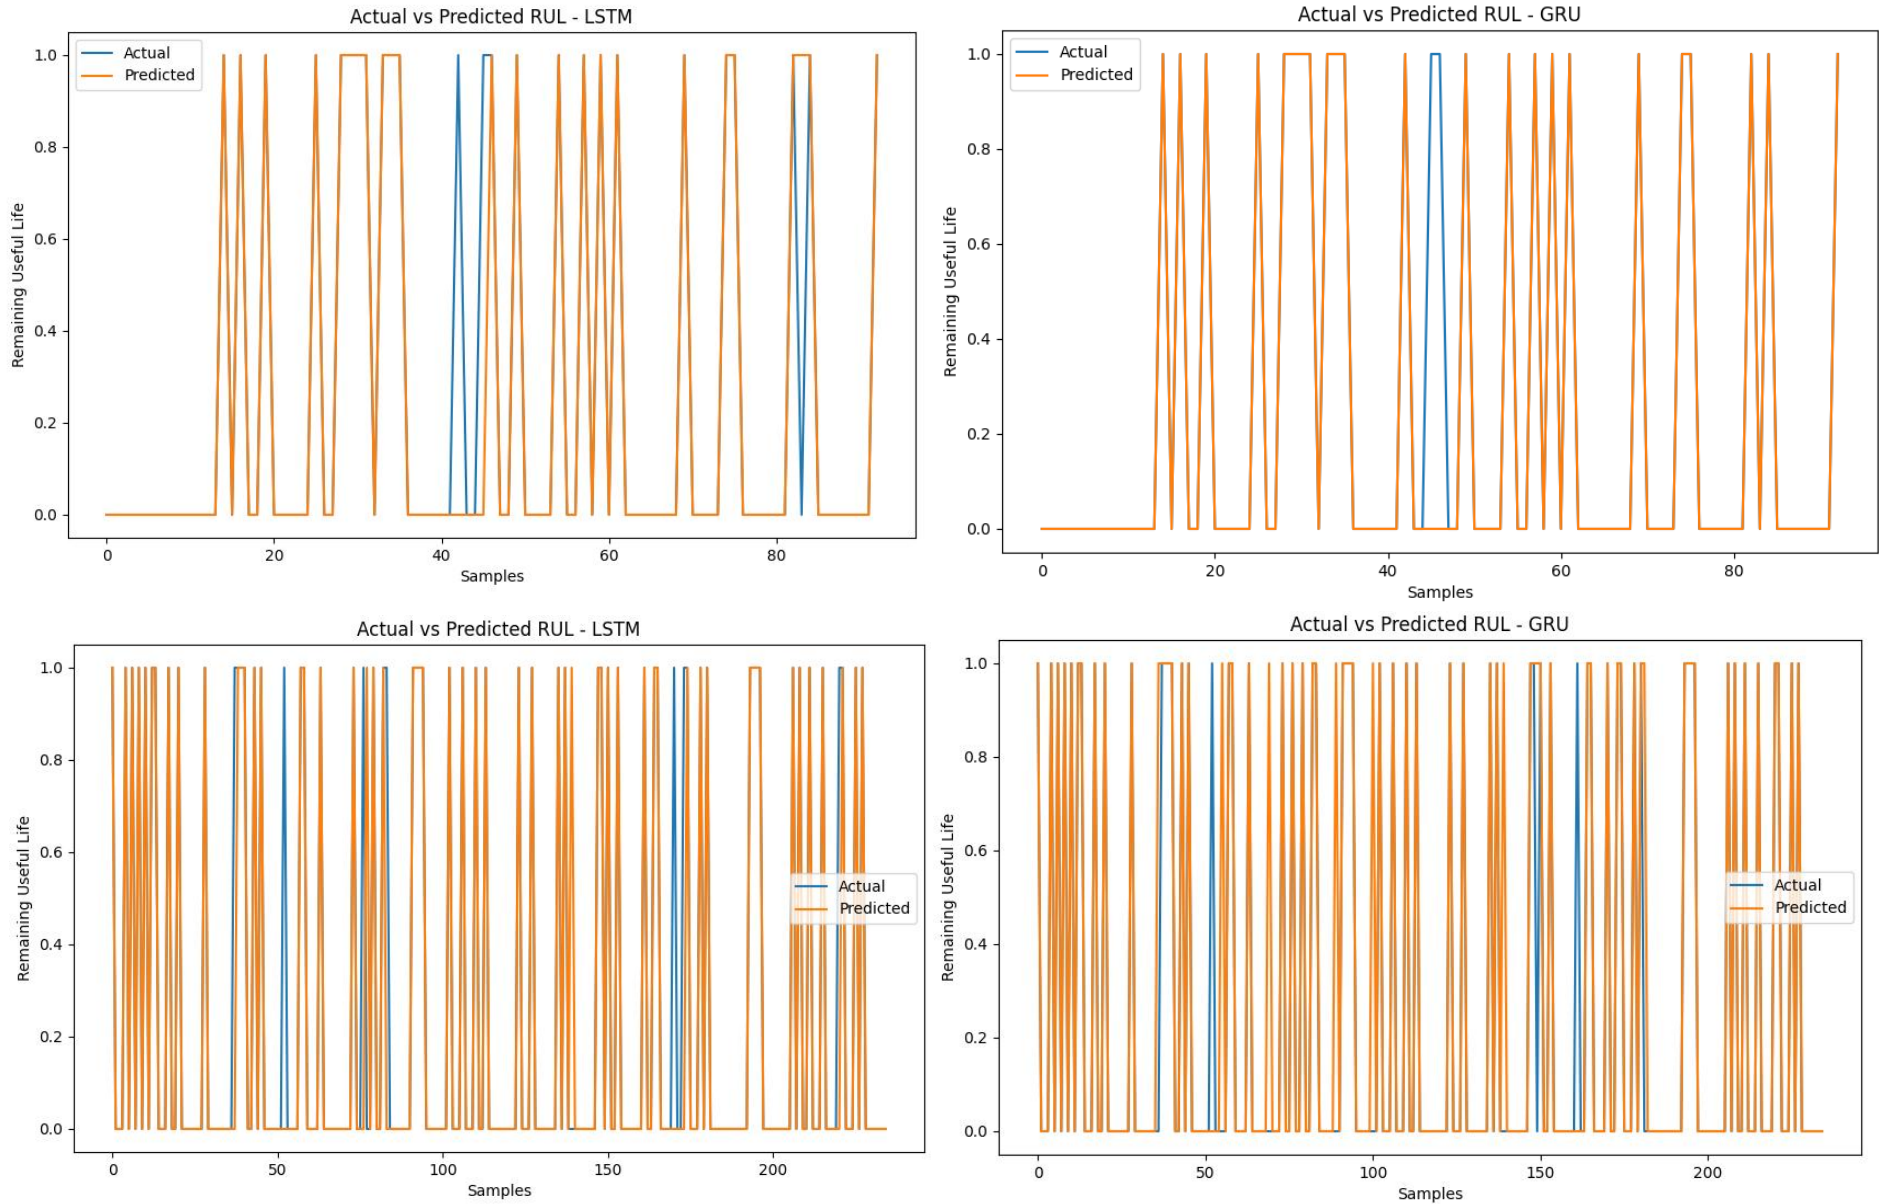 Actual vs Predicted RUL - LSTM
Actual
Predicted
1.0
0.8
0.6
0.4
0.2
0.0
Remaining Useful Life
0 20 40 60 80
Samples
Actual vs Predicted RUL - GRU
Actual
Predicted
1.0
0.8
0.6
0.4
0.2
0.0
Remaining Useful Life
0 20 40 60 80
Samples
Actual vs Predicted RUL - LSTM
1.0
0.8
0.6
0.4
0.2
0.0
Remaining Useful Life
Actual
Predicted
0 50 100 150 200
Samples
Actual vs Predicted RUL - GRU
1.0
0.8
0.6
0.4
0.2
0.0
Remaining Useful Life
Actual
Predicted
0 50 100 150 200
Samples